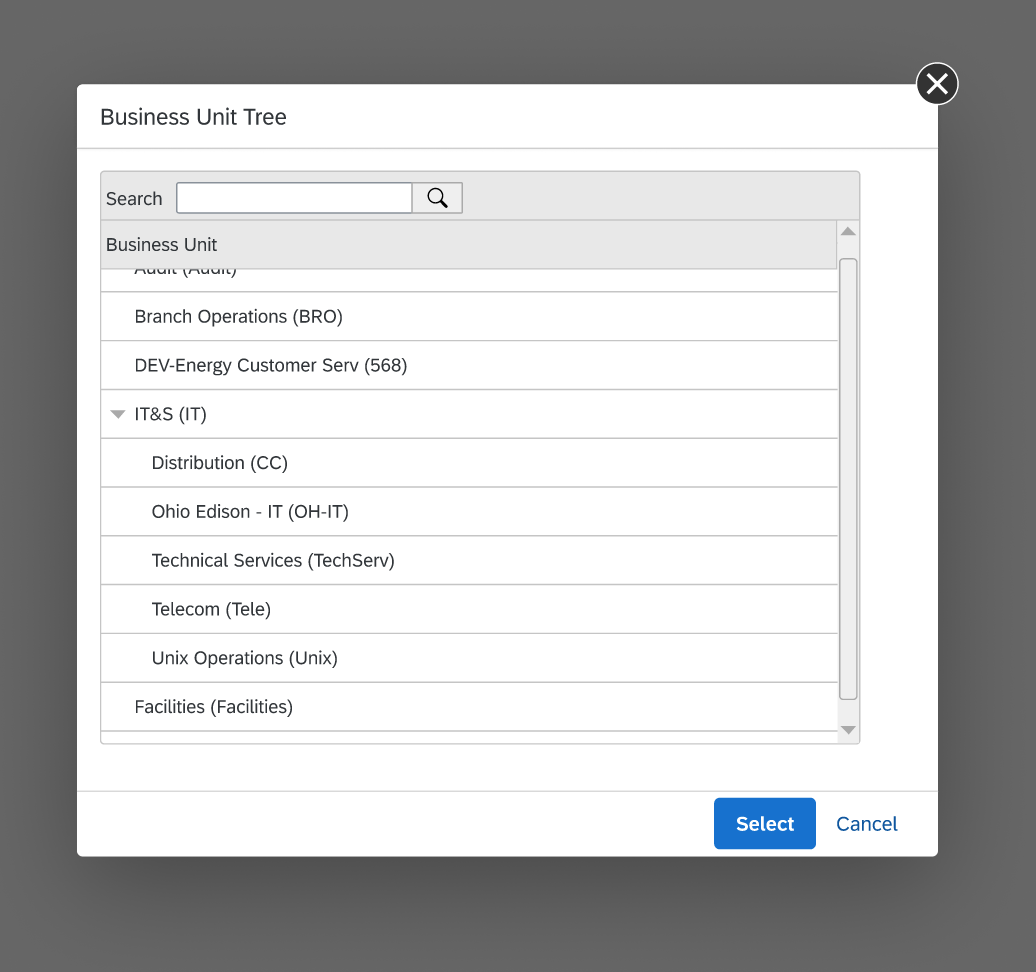 Business Unit Tree
Search
Business Unit
Audit (Audit)
Branch Operations (BRO)
DEV-Energy Customer Serv (568)
IT&S (IT)
Distribution (CC)
Ohio Edison - IT (OH-IT)
Technical Services (TechServ)
Telecom (Tele)
Unix Operations (Unix)
Facilities (Facilities)
Select Cancel